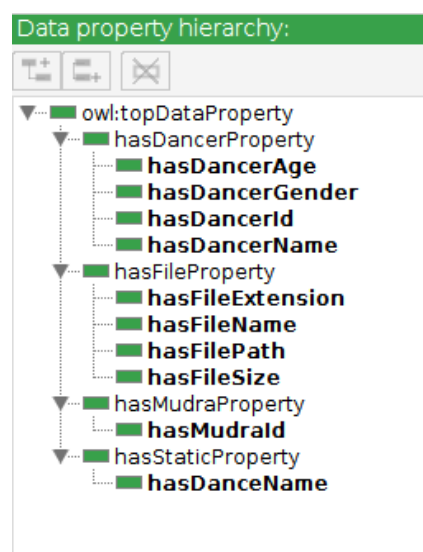 Data property hierarchy:
owl:topDataProperty
hasDancerProperty
hasDancerAge
hasDancerGender
hasDancerId
hasDancerName
hasFileProperty
hasFileExtension
hasFileName
hasFilePath
hasFileSize
hasMudraProperty
hasMudraId
hasStaticProperty
hasDanceName